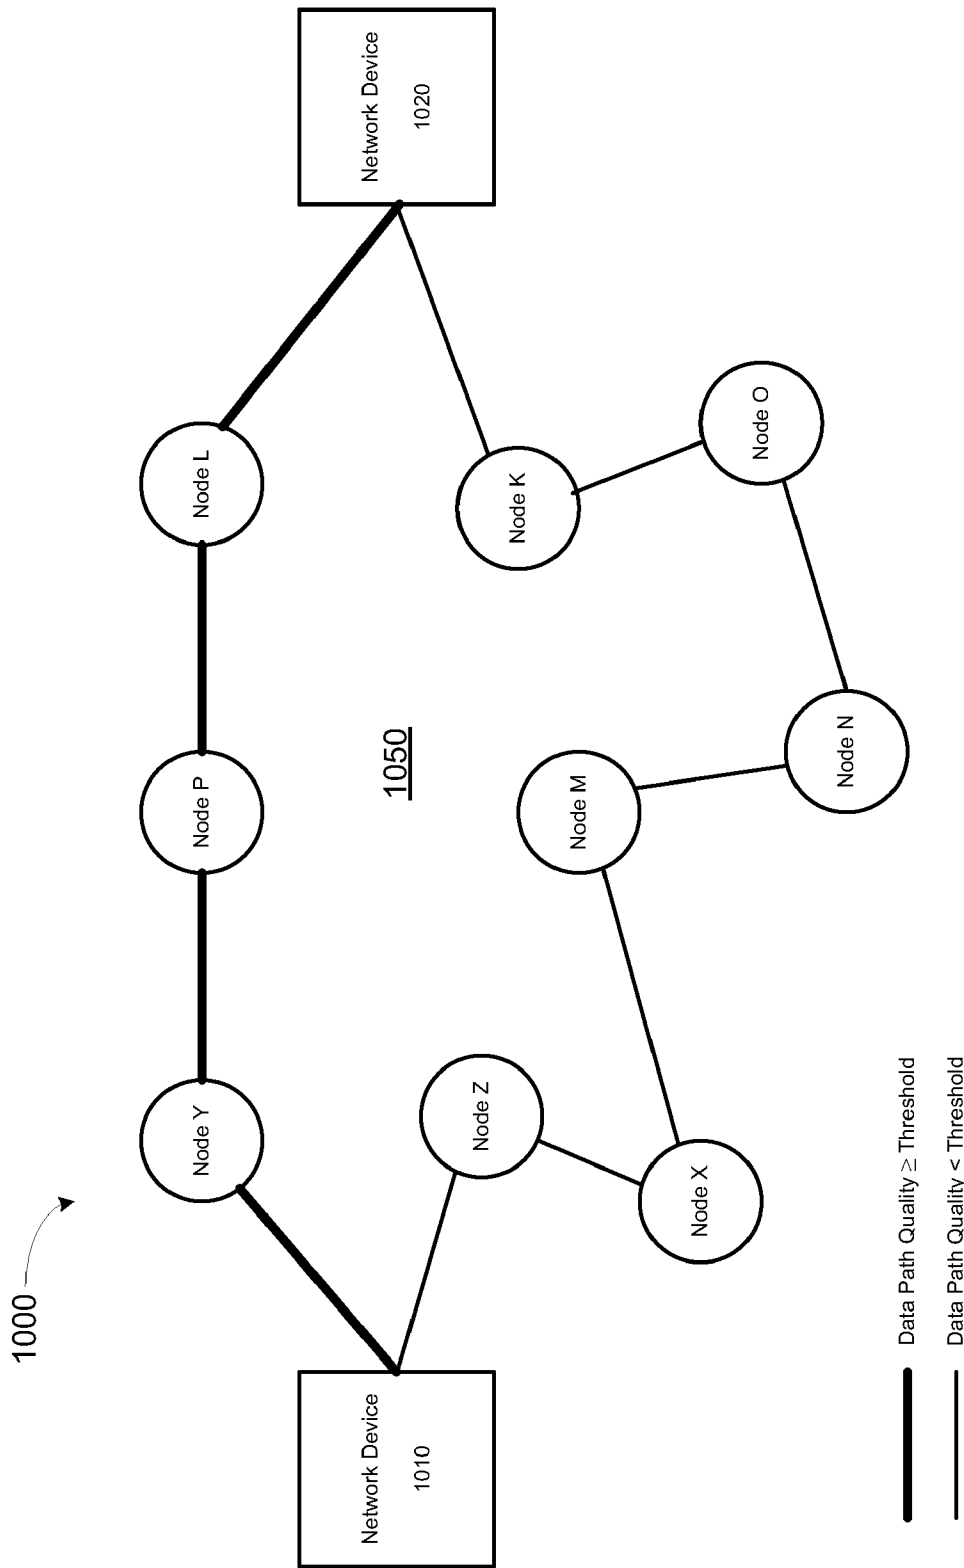 1000
Network Device
1010
Node Y
Node P
Node L
Network Device
1020
1050
Node Z
Node X
Node M
Node N
Node O
Node K
Data Path Quality ≥ Threshold
Data Path Quality < Threshold